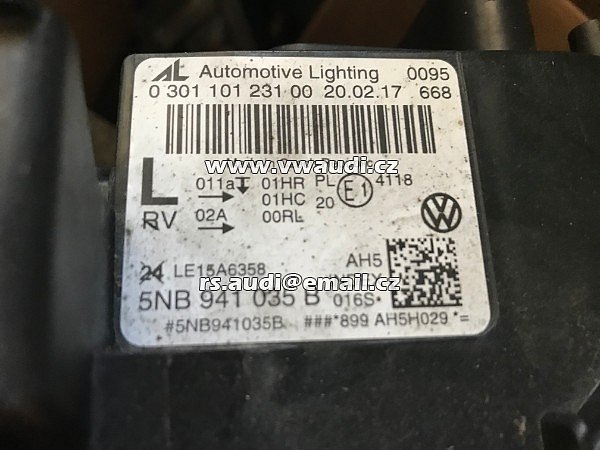 AL Automotive Lighting 0095
0 301 101 231 00 20.02.17 668
www.vwaudi.cz
L 011a 01HR PL E1 4118
01HC 20
RV 02A 00RL
24 LE15A6358 AH5
rs.audi@email.cz
5NB 941 035 B 016S*
#5NB941035B ###*899 AH5H029 *=